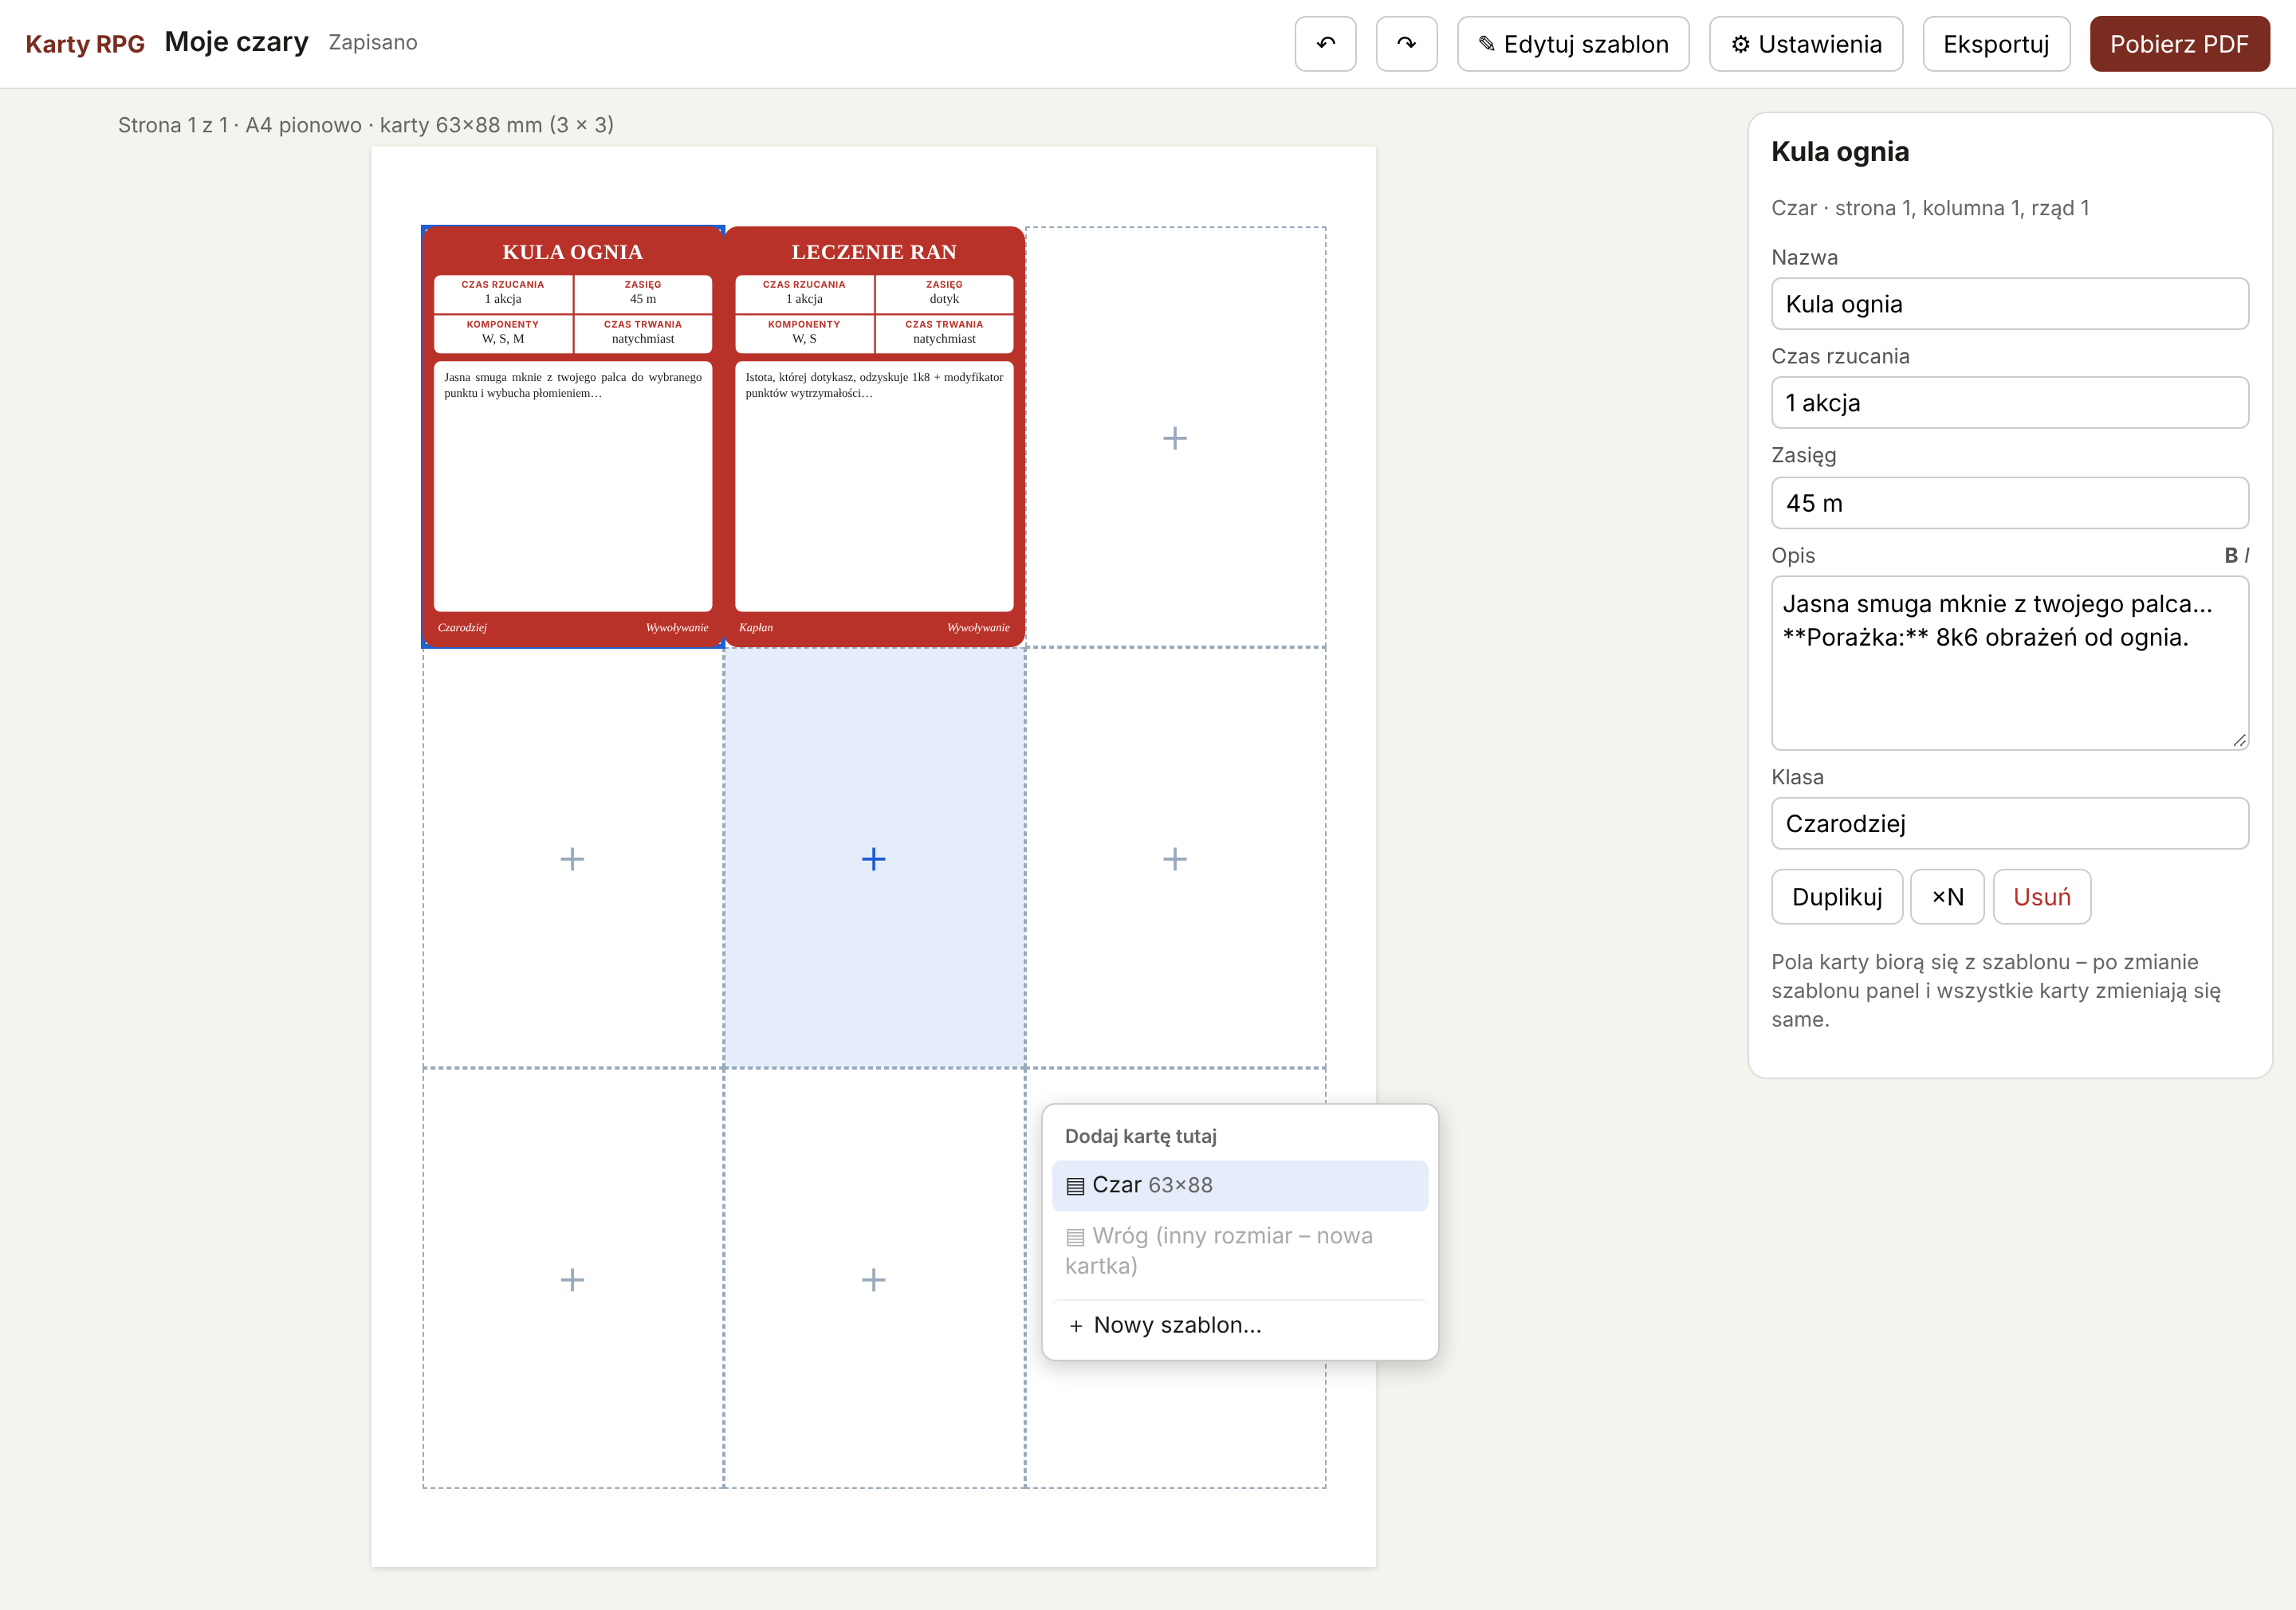 Karty RPG Moje czary Zapisano
↶ ↷ ✎ Edytuj szablon ⚙ Ustawienia Eksportuj Pobierz PDF
Strona 1 z 1 · A4 pionowo · karty 63×88 mm (3 × 3)
KULA OGNIA
CZAS RZUCANIA
1 akcja
ZASIĘG
45 m
KOMPONENTY
W, S, M
CZAS TRWANIA
natychmiast
Jasna smuga mknie z twojego palca do wybranego
punktu i wybucha płomieniem…
Czarodziej Wywoływanie
LECZENIE RAN
CZAS RZUCANIA
1 akcja
ZASIĘG
dotyk
KOMPONENTY
W, S
CZAS TRWANIA
natychmiast
Istota, której dotykasz, odzyskuje 1k8 + modyfikator
punktów wytrzymałości…
Kapłan Wywoływanie
+
+
+
+
+
+
Dodaj kartę tutaj
▤ Czar 63×88
▤ Wróg (inny rozmiar – nowa
kartka)
+ Nowy szablon…
Kula ognia
Czar · strona 1, kolumna 1, rząd 1
Nazwa
Kula ognia
Czas rzucania
1 akcja
Zasięg
45 m
Opis B I
Jasna smuga mknie z twojego palca…
**Porażka:** 8k6 obrażeń od ognia.
Klasa
Czarodziej
Duplikuj ×N Usuń
Pola karty biorą się z szablonu – po zmianie
szablonu panel i wszystkie karty zmieniają się
same.